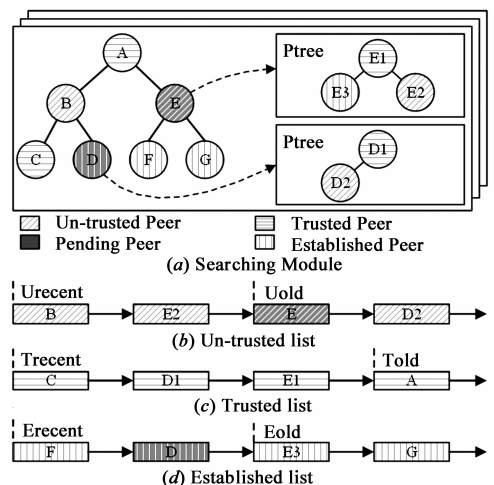 A
B
E
C
D
F
G
Ptree
E1
E3
E2
Ptree
D1
D2
Un-trusted Peer
Trusted Peer
Pending Peer
Established Peer
(a) Searching Module
Urecent
Uold
B
E2
E
D2
(b) Un-trusted list
Trecent
Told
C
D1
E1
A
(c) Trusted list
Erecent
Eold
F
D
E3
G
(d) Established list